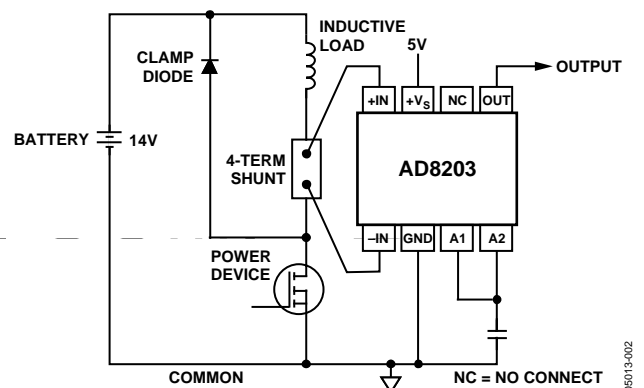 INDUCTIVE
LOAD
5V
OUTPUT
CLAMP
DIODE
+IN
+VS
NC
OUT
BATTERY
14V
4-TERM
SHUNT
AD8203
–IN
GND
A1
A2
POWER
DEVICE
COMMON
NC = NO CONNECT
05013-002